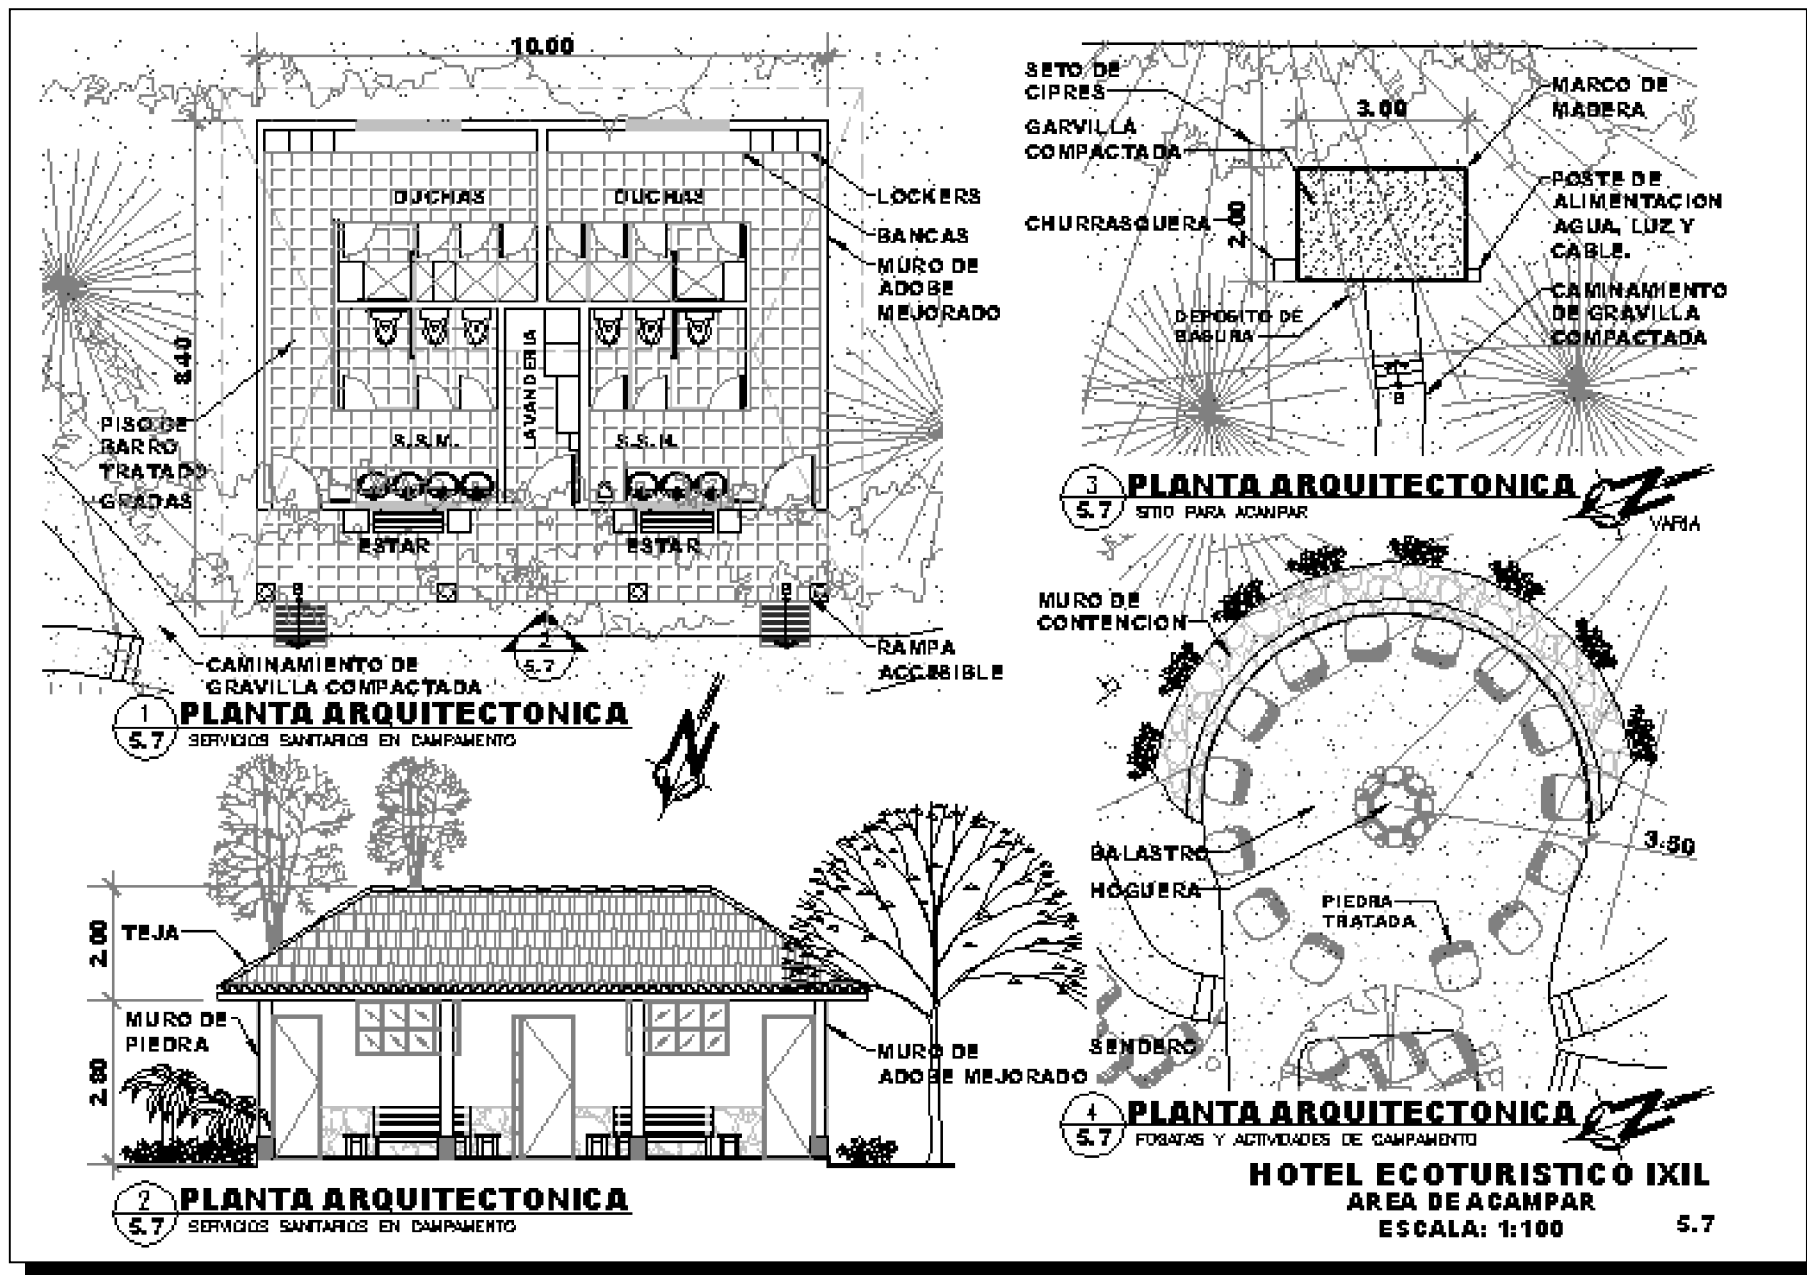 10.00
DUCHAS
DUCHAS
LOCKERS
BANCAS
MURO DE
ADOBE
MEJORADO
8.40
LAVANDERIA
PISO DE
BARRO
TRATADO
GRADAS
S.S.M.
S.S.H.
ESTAR
ESTAR
B
B
2
5.7
RAMPA
ACCESIBLE
CAMINAMIENTO DE
GRAVILLA COMPACTADA
1
5.7
PLANTA ARQUITECTONICA
SERVICIOS SANITARIOS EN CAMPAMENTO
N
2.00
TEJA
MURO DE
PIEDRA
2.80
MURO DE
ADOBE MEJORADO
2
5.7
PLANTA ARQUITECTONICA
SERVICIOS SANITARIOS EN CAMPAMENTO
SETO DE
CIPRES
GARVILLA
COMPACTADA
CHURRASQUERA
3.00
2.00
MARCO DE
MADERA
POSTE DE
ALIMENTACION
AGUA, LUZ Y
CABLE.
CAMINAMIENTO
DE GRAVILLA
COMPACTADA
DEPOSITO DE
BASURA
B
3
5.7
PLANTA ARQUITECTONICA
SITIO PARA ACAMPAR
N
VARIA
MURO DE
CONTENCION
BALASTRO
HOGUERA
3.50
PIEDRA
TRATADA
SENDERO
4
5.7
PLANTA ARQUITECTONICA
FOGATAS Y ACTIVIDADES DE CAMPAMENTO
N
HOTEL ECOTURISTICO IXIL
AREA DE ACAMPAR
ESCALA: 1:100
5.7